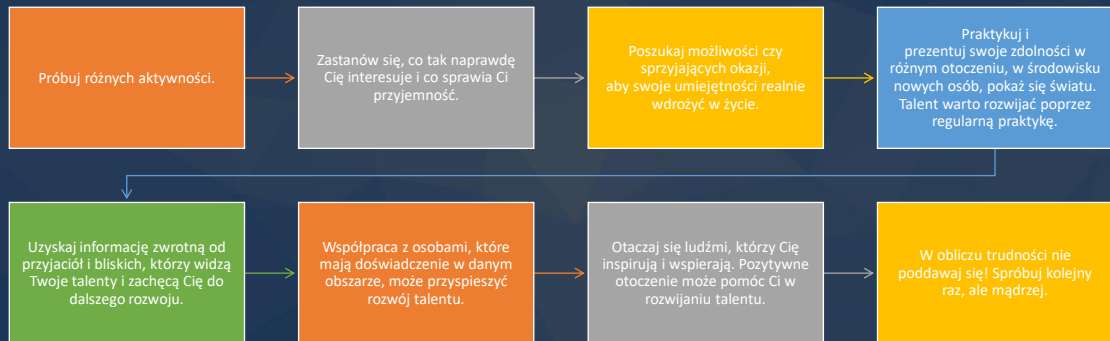 Próbuj różnych aktywności.
Zastanów się, co tak naprawdę
Cię interesuje i co sprawia Ci
przyjemność.
Poszukaj możliwości czy
sprzyjających okazji,
aby swoje umiejętności realnie
wdrożyć w życie.
Praktykuj i
prezentuj swoje zdolności w
różnym otoczeniu, w środowisku
nowych osób, pokaż się światu.
Talent warto rozwijać poprzez
regularną praktykę.
Uzyskaj informację zwrotną od
przyjaciół i bliskich, którzy widzą
Twoje talenty i zachęcą Cię do
dalszego rozwoju.
Współpraca z osobami, które
mają doświadczenie w danym
obszarze, może przyspieszyć
rozwój talentu.
Otaczaj się ludźmi, którzy Cię
inspirują i wspierają. Pozytywne
otoczenie może pomóc Ci w
rozwijaniu talentu.
W obliczu trudności nie
poddawaj się! Spróbuj kolejny
raz, ale mądrzej.